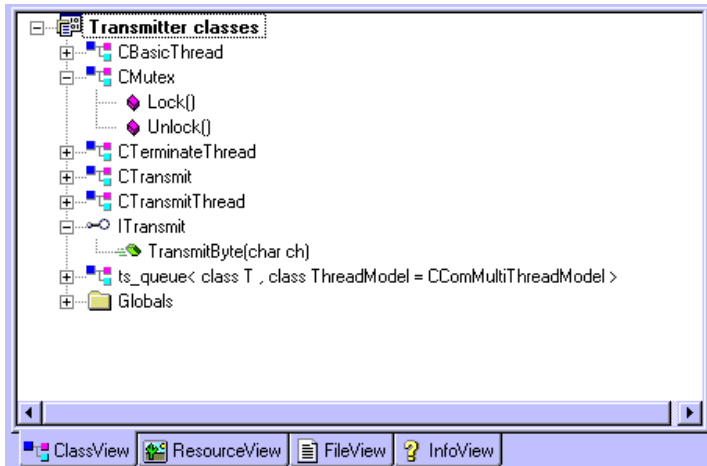 Transmitter classes
CBasicThread
CMutex
Lock()
Unlock()
CTerminateThread
CTransmit
CTransmitThread
ITransmit
TransmitByte(char ch)
ts_queue< class T , class ThreadModel = CComMultiThreadModel >
Globals
ClassView ResourceView FileView InfoView